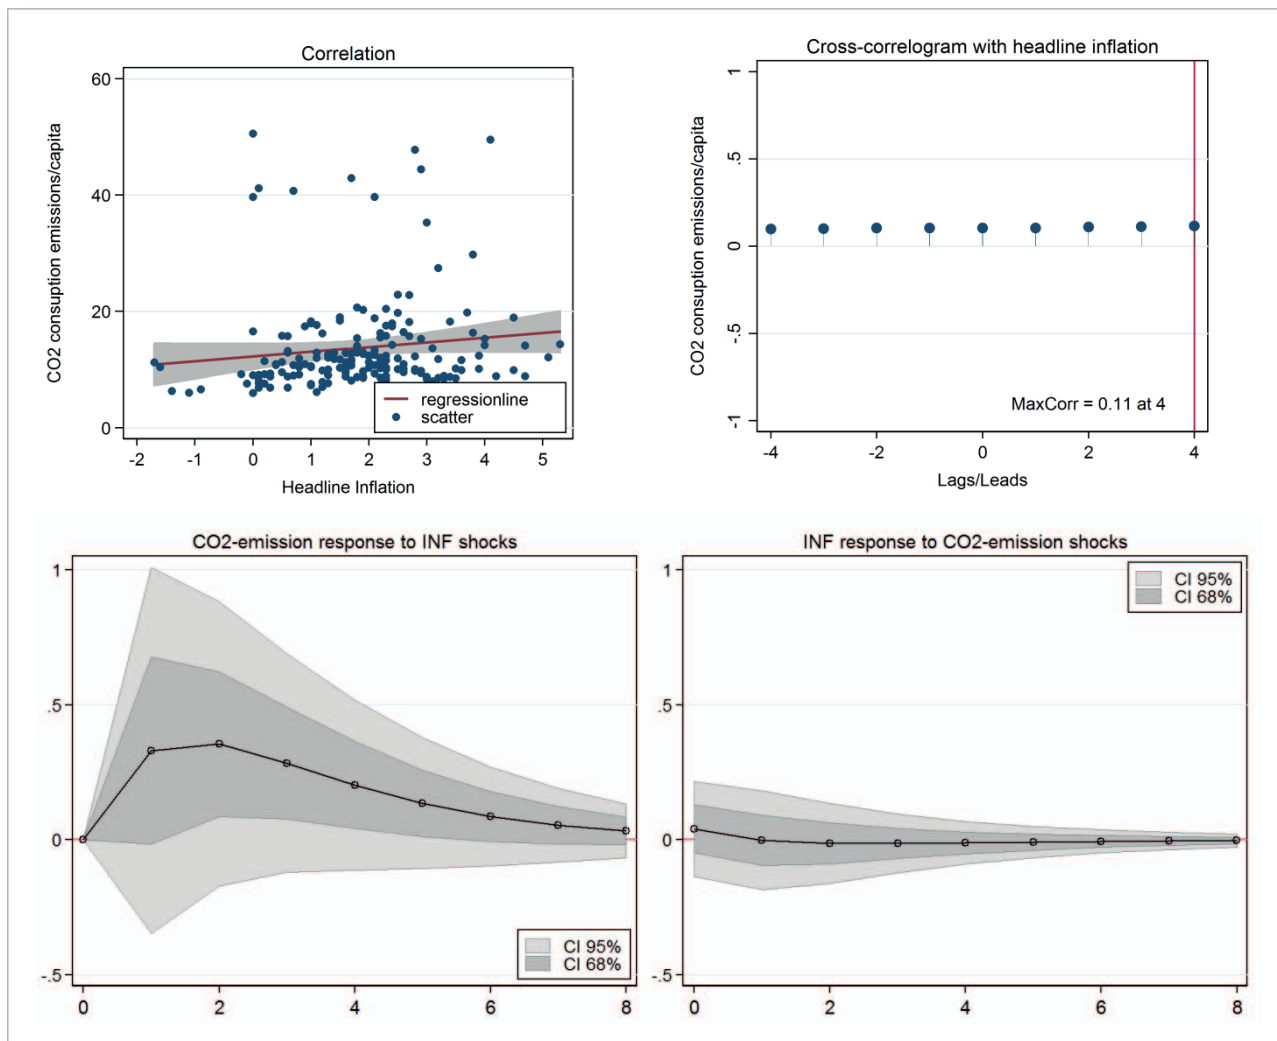 Correlation
CO2 consuption emissions/capita
60
40
20
0
-2 -1 0 1 2 3 4 5
Headline Inflation
regressionline
scatter
Cross-correlogram with headline inflation
CO2 consuption emissions/capita
1
.5
0
-.5
-1
MaxCorr = 0.11 at 4
-4 -2 0 2 4
Lags/Leads
CO2-emission response to INF shocks
1
.5
0
-.5
CI 95%
CI 68%
0 2 4 6 8
INF response to CO2-emission shocks
CI 95%
CI 68%
1
.5
0
-.5
0 2 4 6 8